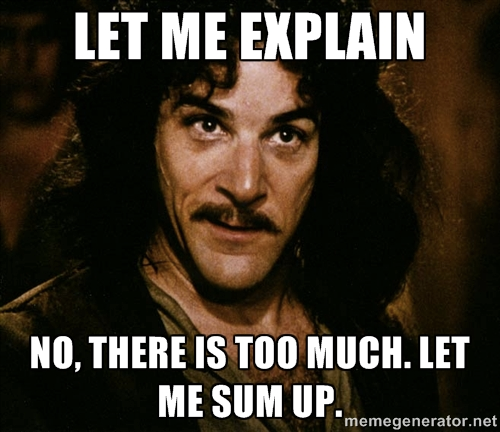 LET ME EXPLAIN
NO, THERE IS TOO MUCH. LET
ME SUM UP.
memegenerator.net